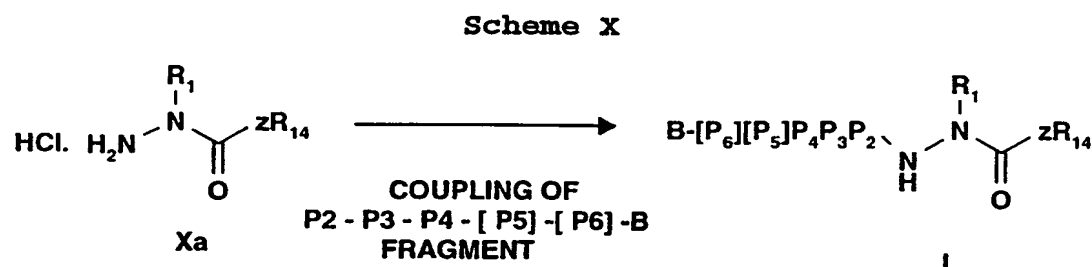 Scheme X
R₁
HCl. H₂N N zR₁₄
O
Xa
COUPLING OF
P2 - P3 - P4 - [ P5] -[ P6] -B
FRAGMENT
R₁
B-[P₆][P₅]P₄P₃P₂ N zR₁₄
N
H
O
I